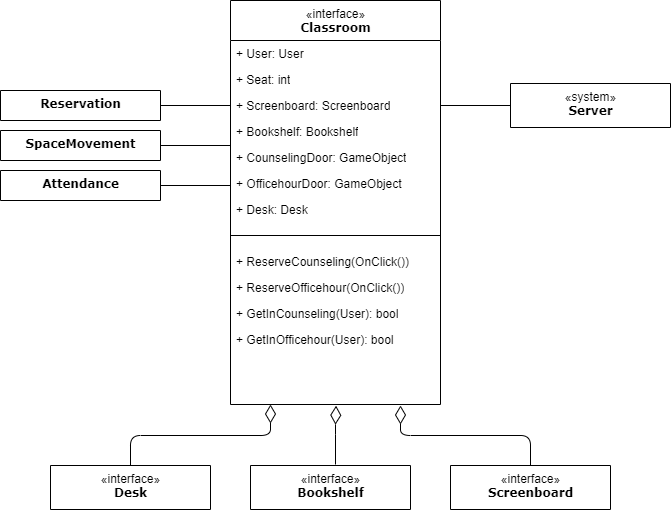 «interface»
Classroom
+ User: User
+ Seat: int
+ Screenboard: Screenboard
+ Bookshelf: Bookshelf
+ CounselingDoor: GameObject
+ OfficehourDoor: GameObject
+ Desk: Desk
+ ReserveCounseling(OnClick())
+ ReserveOfficehour(OnClick())
+ GetInCounseling(User): bool
+ GetInOfficehour(User): bool
Reservation
SpaceMovement
Attendance
«system»
Server
«interface»
Desk
«interface»
Bookshelf
«interface»
Screenboard